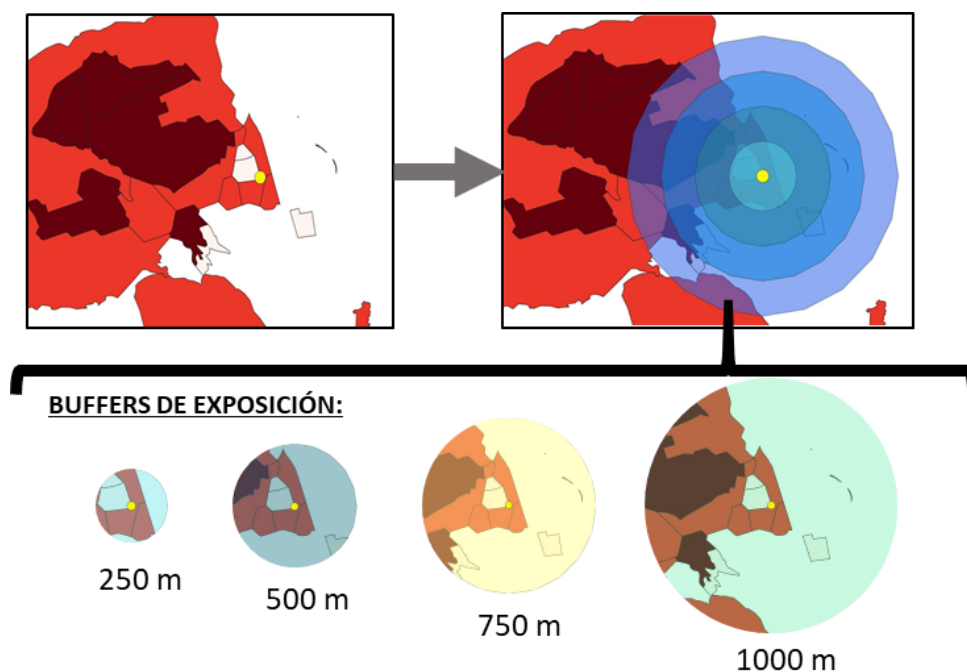 BUFFERS DE EXPOSICIÓN:
250 m
500 m
750 m
1000 m